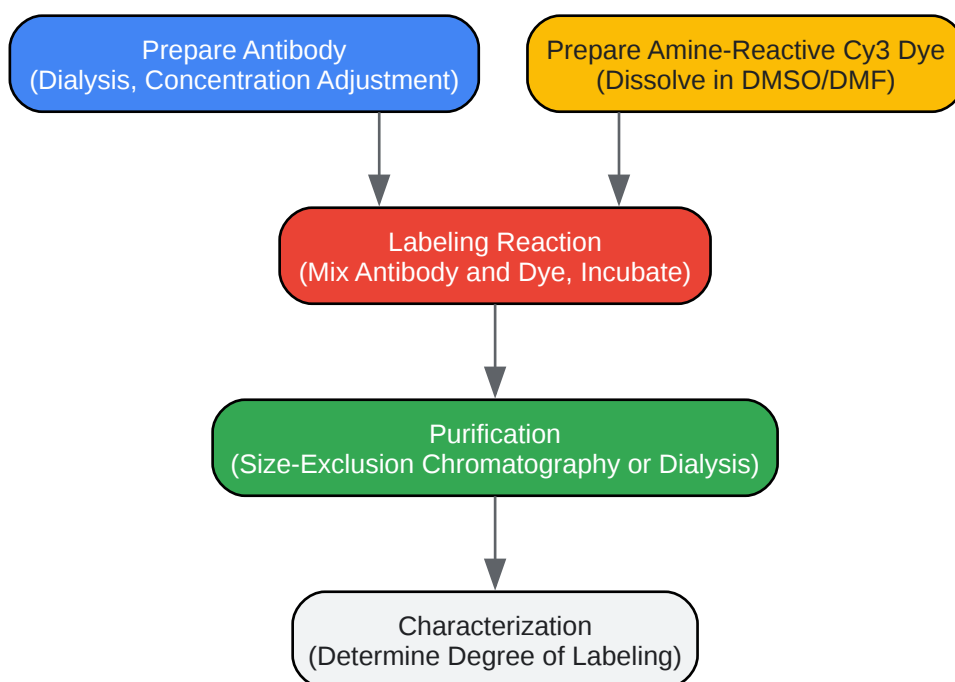 Prepare Antibody
(Dialysis, Concentration Adjustment)
Prepare Amine-Reactive Cy3 Dye
(Dissolve in DMSO/DMF)
Labeling Reaction
(Mix Antibody and Dye, Incubate)
Purification
(Size-Exclusion Chromatography or Dialysis)
Characterization
(Determine Degree of Labeling)